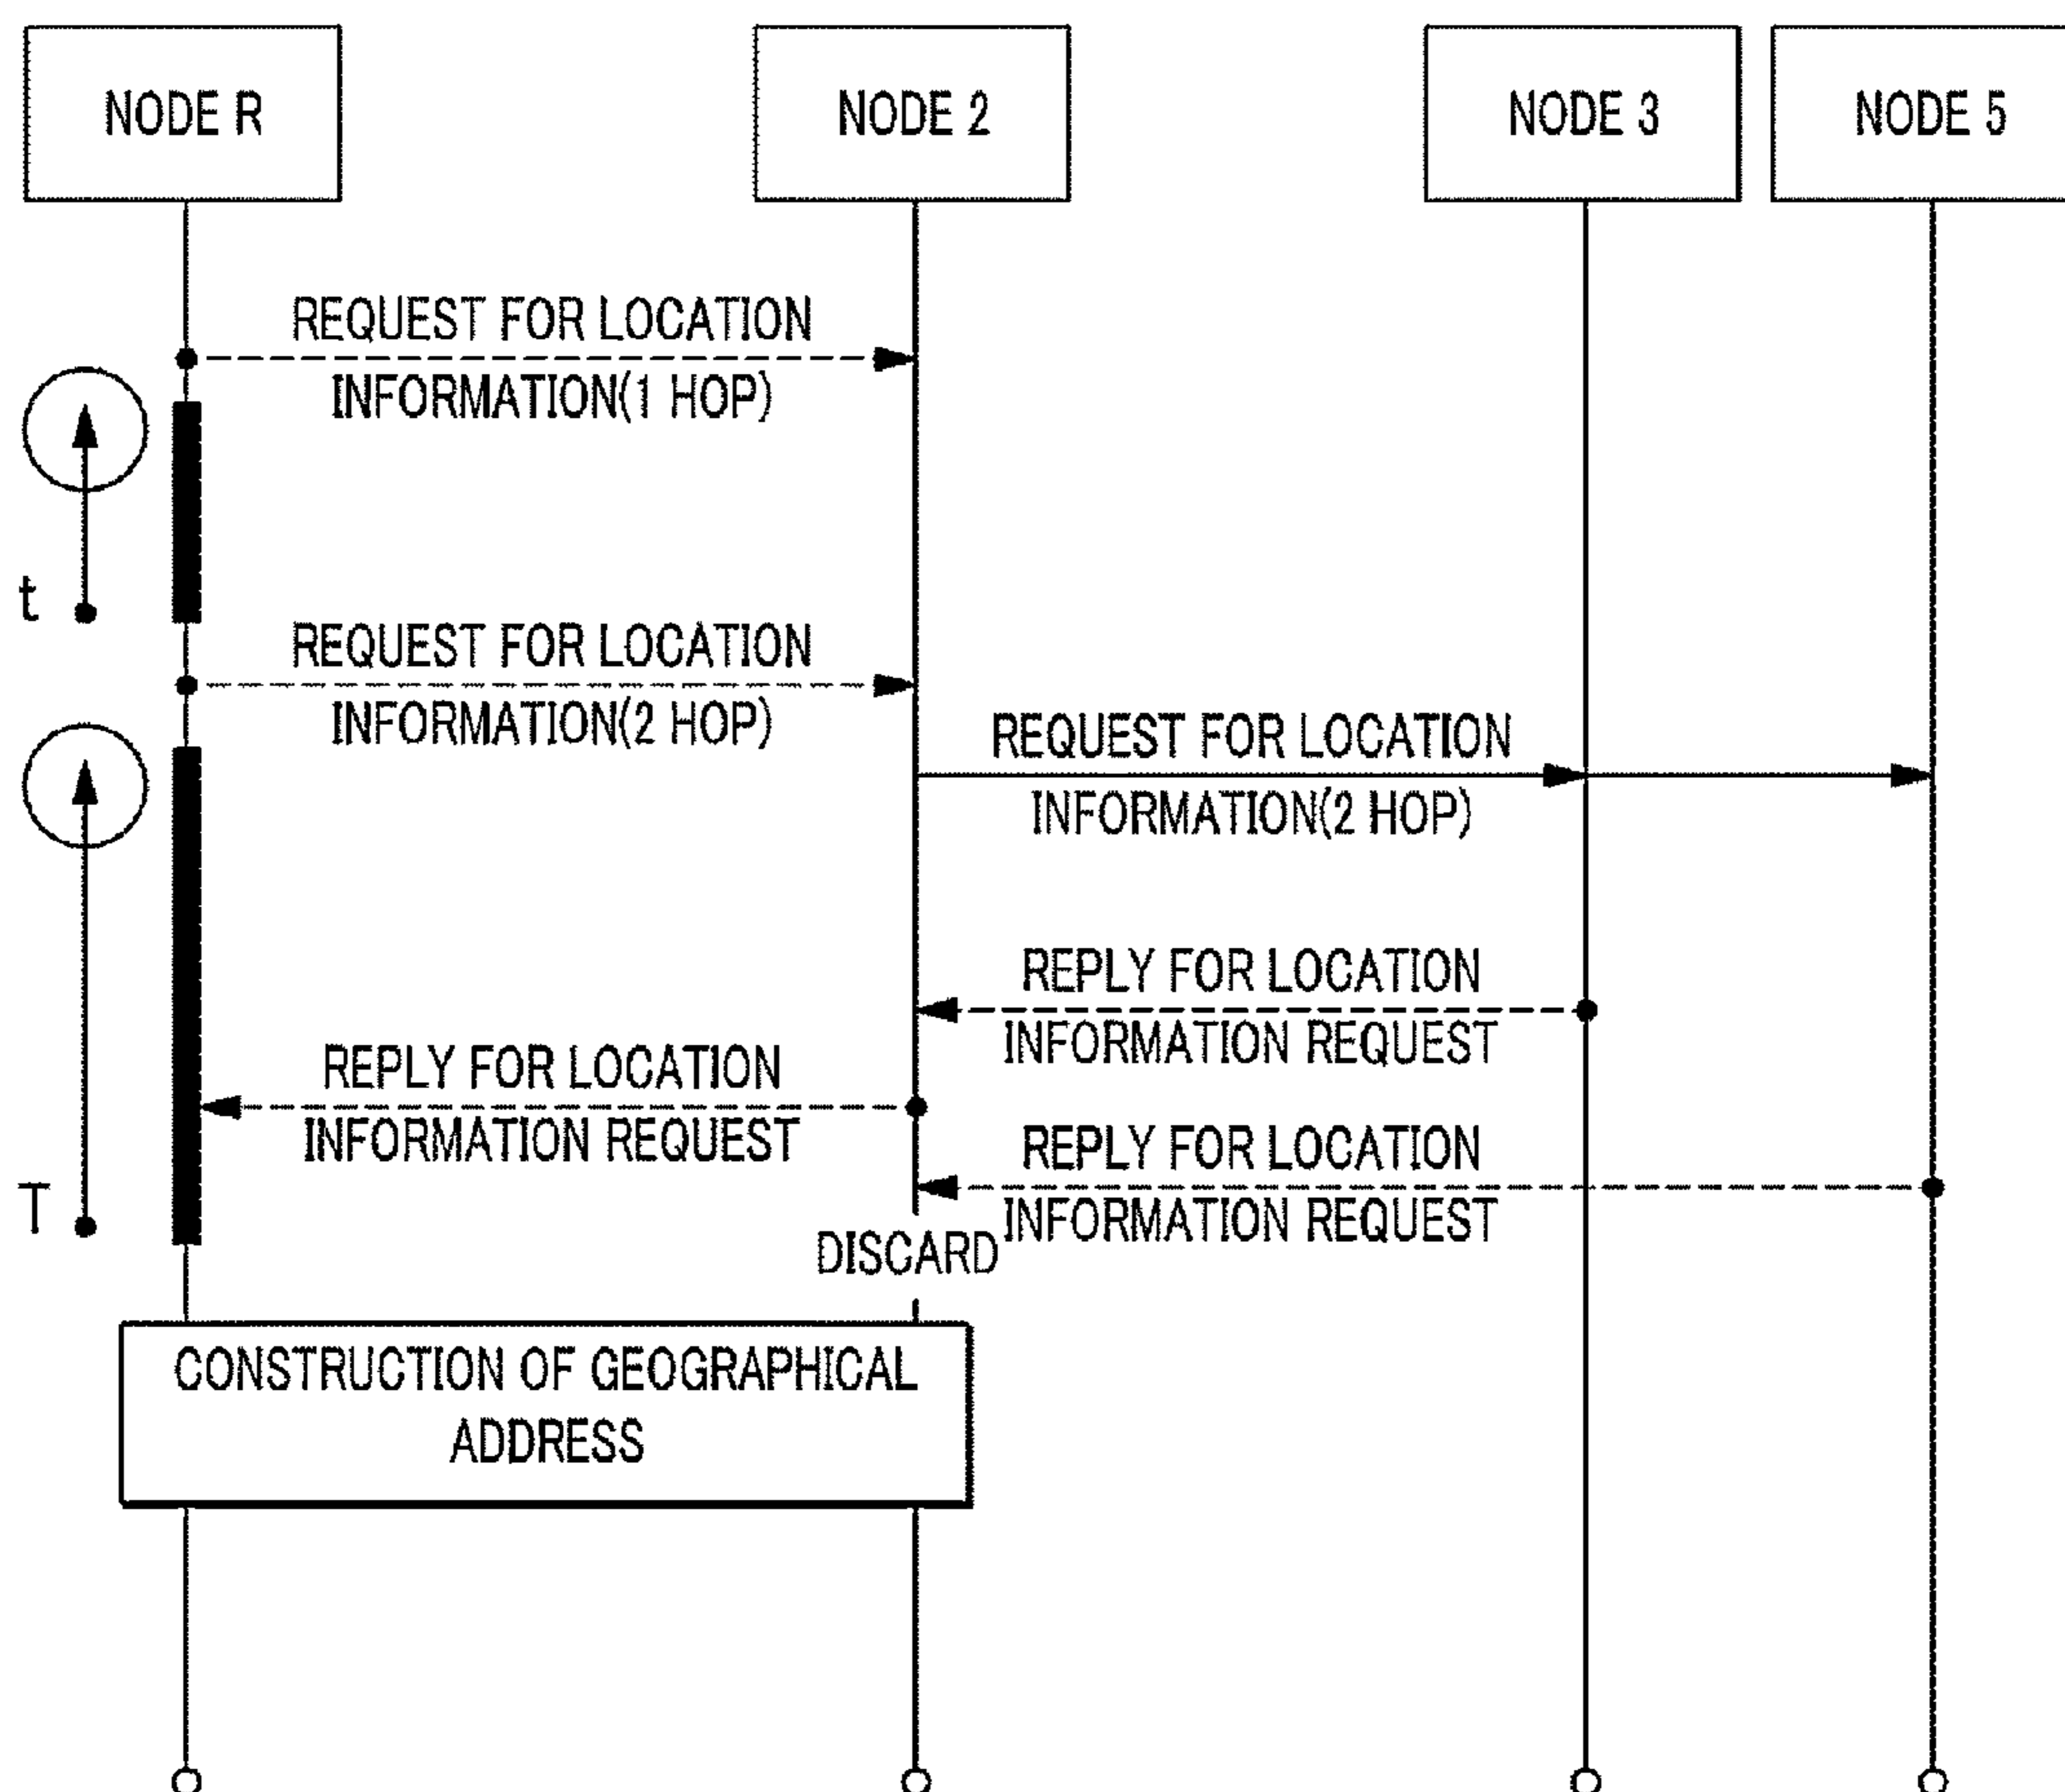 NODE R
NODE 2
NODE 3
NODE 5
REQUEST FOR LOCATION
INFORMATION(1 HOP)
t
REQUEST FOR LOCATION
INFORMATION(2 HOP)
REQUEST FOR LOCATION
INFORMATION(2 HOP)
REPLY FOR LOCATION
INFORMATION REQUEST
REPLY FOR LOCATION
INFORMATION REQUEST
REPLY FOR LOCATION
INFORMATION REQUEST
T
DISCARD
CONSTRUCTION OF GEOGRAPHICAL
ADDRESS